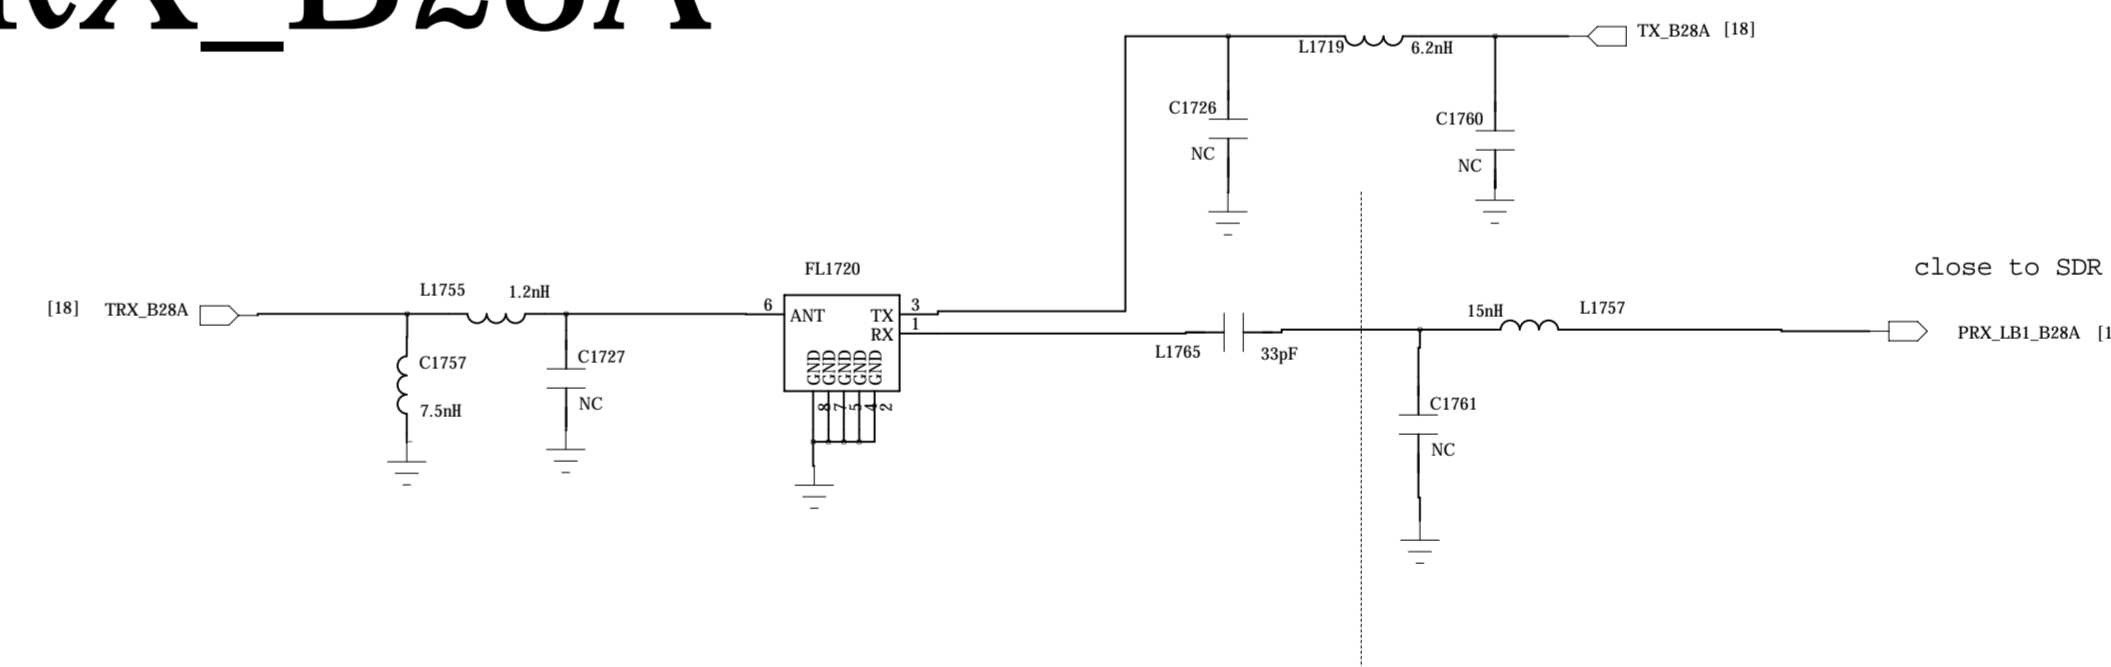 RX_B28A
TX_B28A [18]
L1719 6.2nH
C1726
NC
C1760
NC
close to SDR
FL1720
[18] TRX_B28A
L1755 1.2nH
6 ANT TX 3
RX 1
GND GND GND GND GND
8 7 5 4 2
C1757
7.5nH
C1727
NC
L1765 33pF
15nH L1757
PRX_LB1_B28A [1
C1761
NC